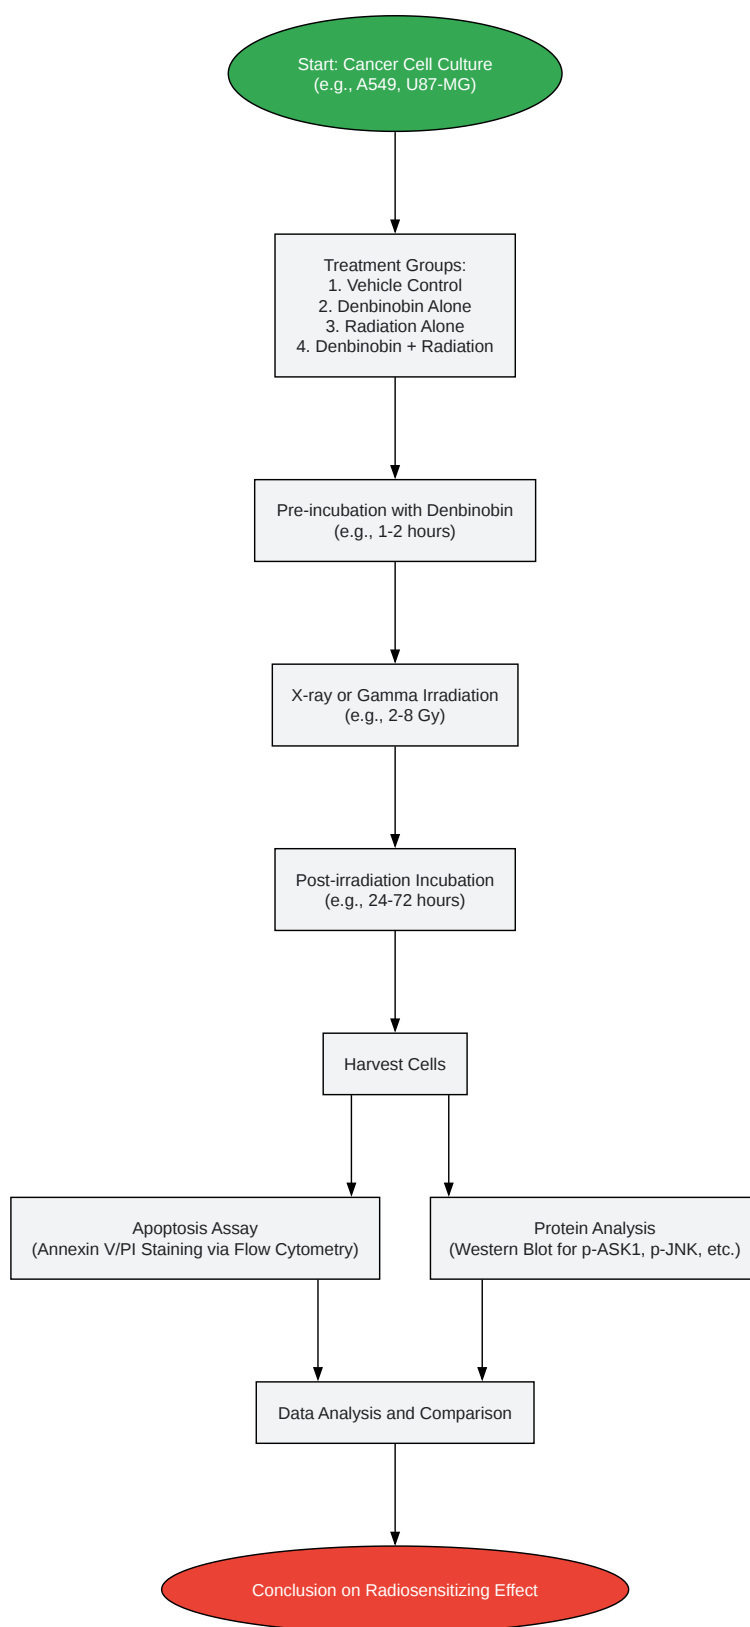 Start: Cancer Cell Culture
(e.g., A549, U87-MG)
Treatment Groups:
1. Vehicle Control
2. Denbinobin Alone
3. Radiation Alone
4. Denbinobin + Radiation
Pre-incubation with Denbinobin
(e.g., 1-2 hours)
X-ray or Gamma Irradiation
(e.g., 2-8 Gy)
Post-irradiation Incubation
(e.g., 24-72 hours)
Harvest Cells
Apoptosis Assay
(Annexin V/PI Staining via Flow Cytometry)
Protein Analysis
(Western Blot for p-ASK1, p-JNK, etc.)
Data Analysis and Comparison
Conclusion on Radiosensitizing Effect